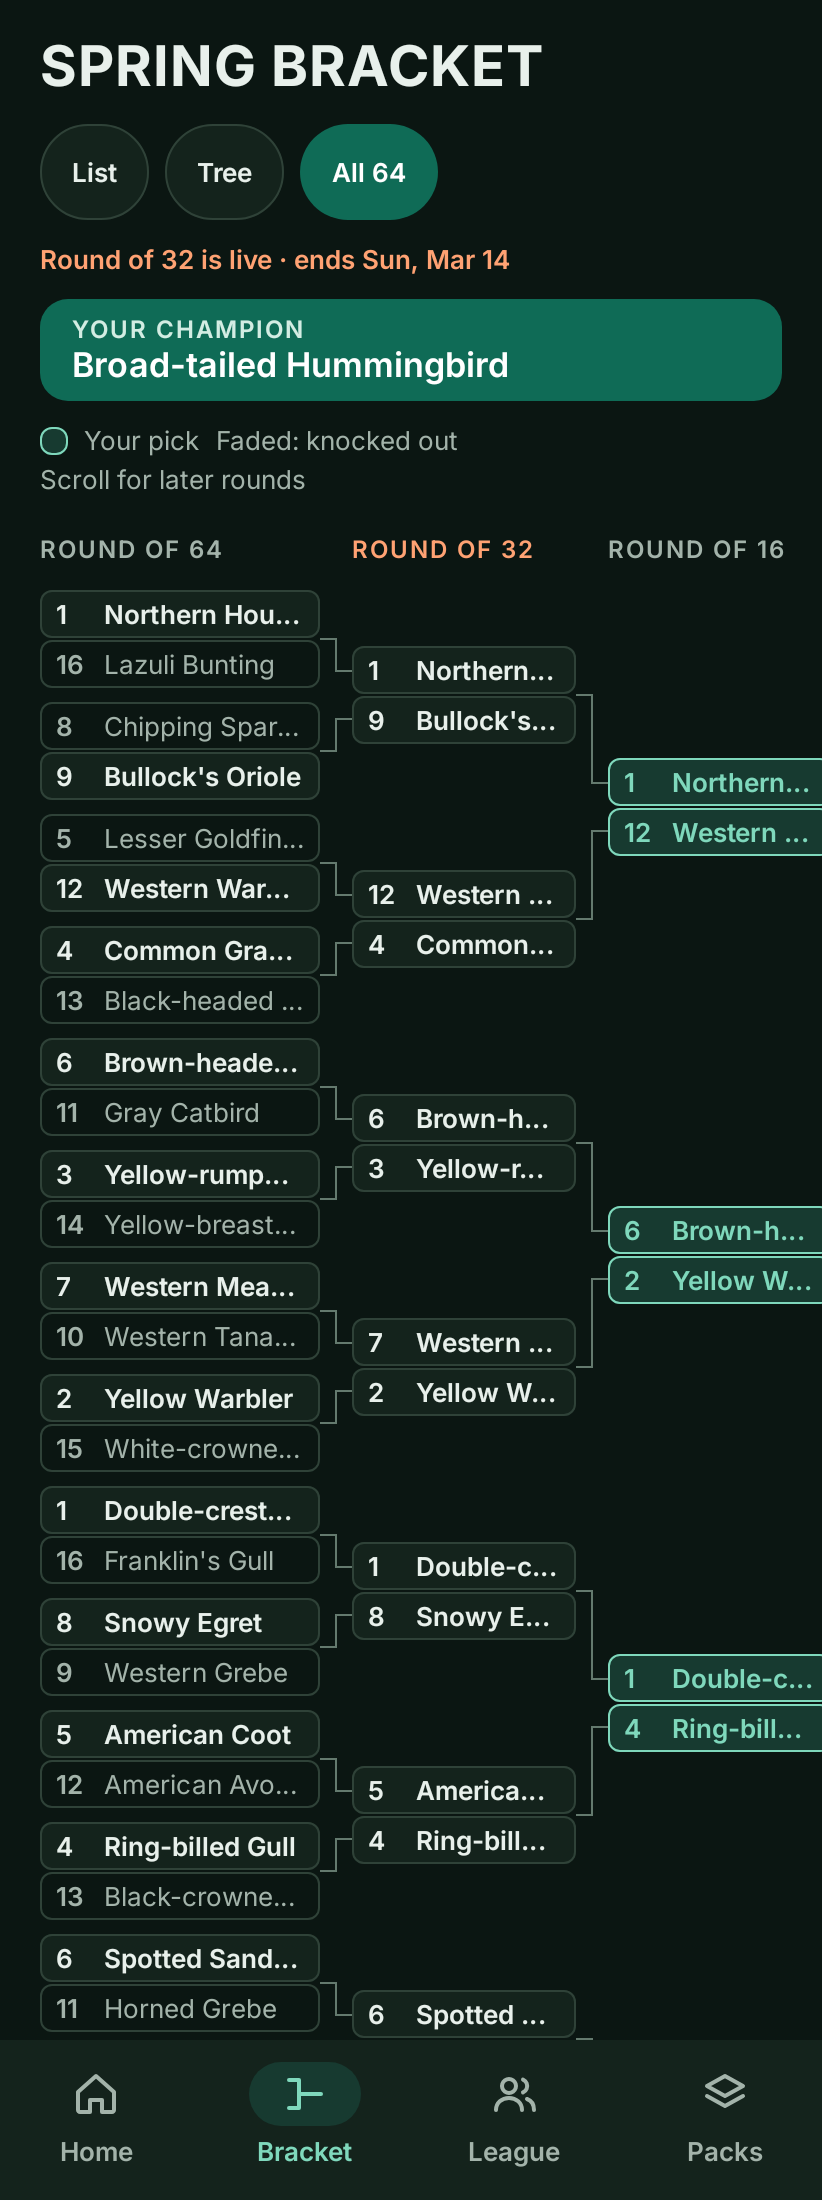 SPRING BRACKET
List Tree All 64
Round of 32 is live · ends Sun, Mar 14
YOUR CHAMPION
Broad-tailed Hummingbird
Your pick Faded: knocked out
Scroll for later rounds
ROUND OF 64 ROUND OF 32 ROUND OF 16
1 Northern Hou...
16 Lazuli Bunting
8 Chipping Spar...
9 Bullock's Oriole
5 Lesser Goldfin...
12 Western War...
4 Common Gra...
13 Black-headed ...
6 Brown-heade...
11 Gray Catbird
3 Yellow-rump...
14 Yellow-breast...
7 Western Mea...
10 Western Tana...
2 Yellow Warbler
15 White-crowne...
1 Double-crest...
16 Franklin's Gull
8 Snowy Egret
9 Western Grebe
5 American Coot
12 American Avo...
4 Ring-billed Gull
13 Black-crowne...
6 Spotted Sand...
11 Horned Grebe
1 Northern...
9 Bullock's...
12 Western ...
4 Common...
6 Brown-h...
3 Yellow-r...
7 Western ...
2 Yellow W...
1 Double-c...
8 Snowy E...
5 America...
4 Ring-bill...
6 Spotted ...
1 Northern...
12 Western ...
6 Brown-h...
2 Yellow W...
1 Double-c...
4 Ring-bill...
Home Bracket League Packs